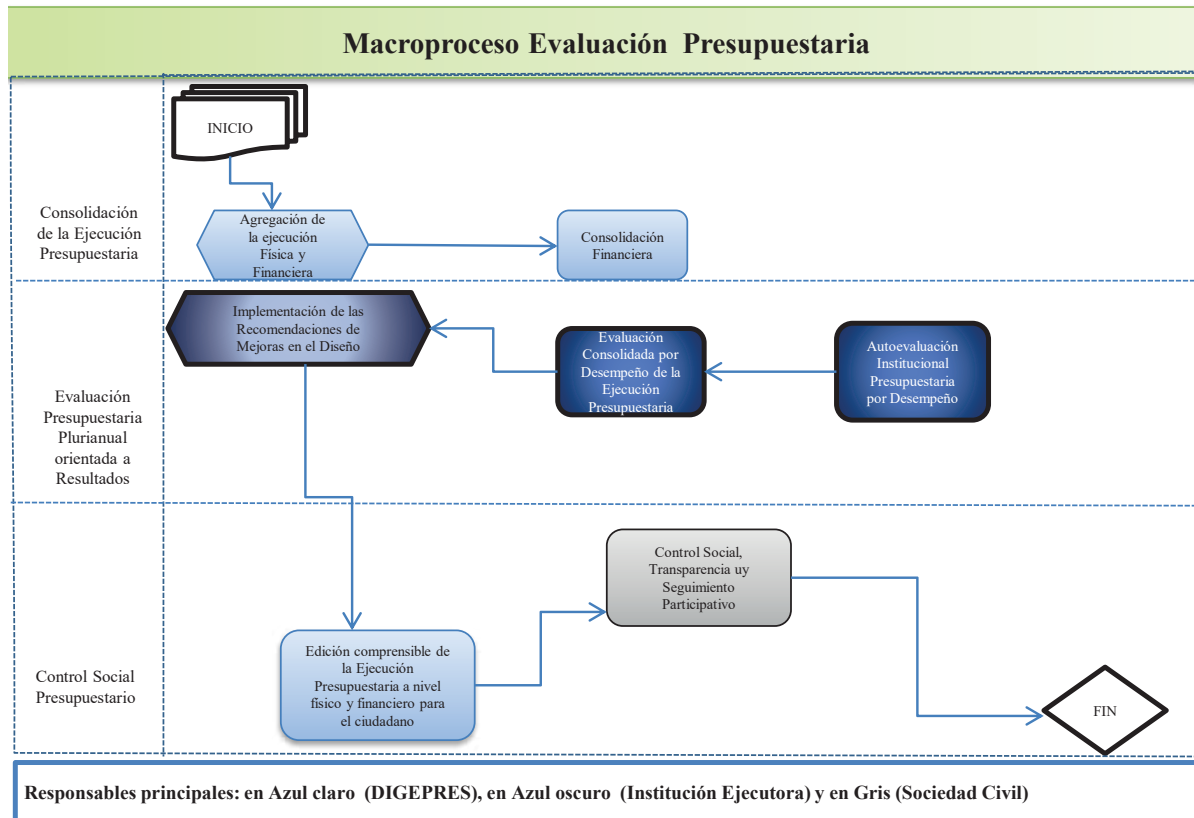 Macroproceso Evaluación Presupuestaria
INICIO
Consolidación
de la Ejecución
Presupuestaria
Agregación de
la ejecución
Física y
Financiera
Consolidación
Financiera
Evaluación
Presupuestaria
Plurianual
orientada a
Resultados
Implementación de las
Recomendaciones de
Mejoras en el Diseño
Evaluación
Consolidada por
Desempeño de la
Ejecución
Presupuestaria
Autoevaluación
Institucional
Presupuestaria
por Desempeño
Control Social
Presupuestario
Edición comprensible de
la Ejecución
Presupuestaria a nivel
físico y financiero para
el ciudadano
Control Social,
Transparencia uy
Seguimiento
Participativo
FIN
Responsables principales: en Azul claro (DIGEPRES), en Azul oscuro (Institución Ejecutora) y en Gris (Sociedad Civil)